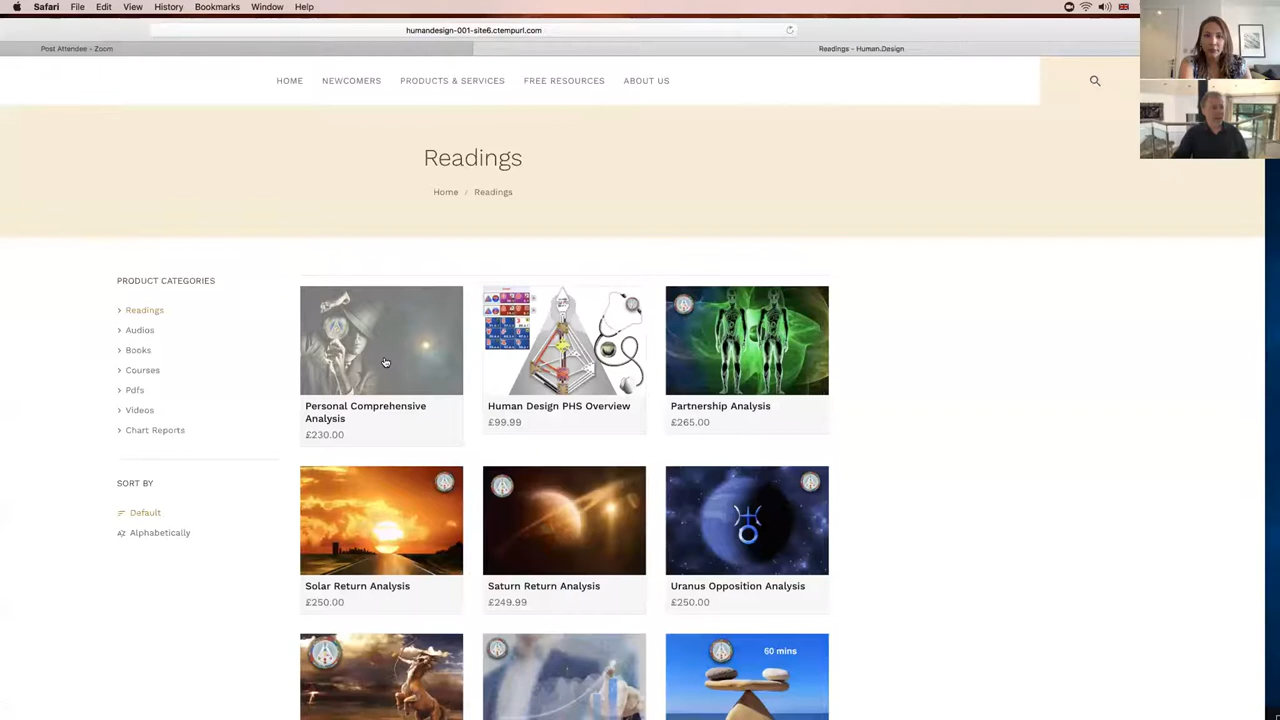 Safari File Edit View History Bookmarks Window Help
humandesign-001-site6.ctempurl.com
Post Attendee - Zoom
Readings - Human.Design
HOME NEWCOMERS PRODUCTS & SERVICES FREE RESOURCES ABOUT US
Readings
Home / Readings
PRODUCT CATEGORIES
Readings
Audios
Books
Courses
Pdfs
Videos
Chart Reports
SORT BY
Default
Alphabetically
Personal Comprehensive
Analysis
£230.00
Human Design PHS Overview
£99.99
Partnership Analysis
£265.00
Solar Return Analysis
£250.00
Saturn Return Analysis
£249.99
Uranus Opposition Analysis
£250.00
60 mins